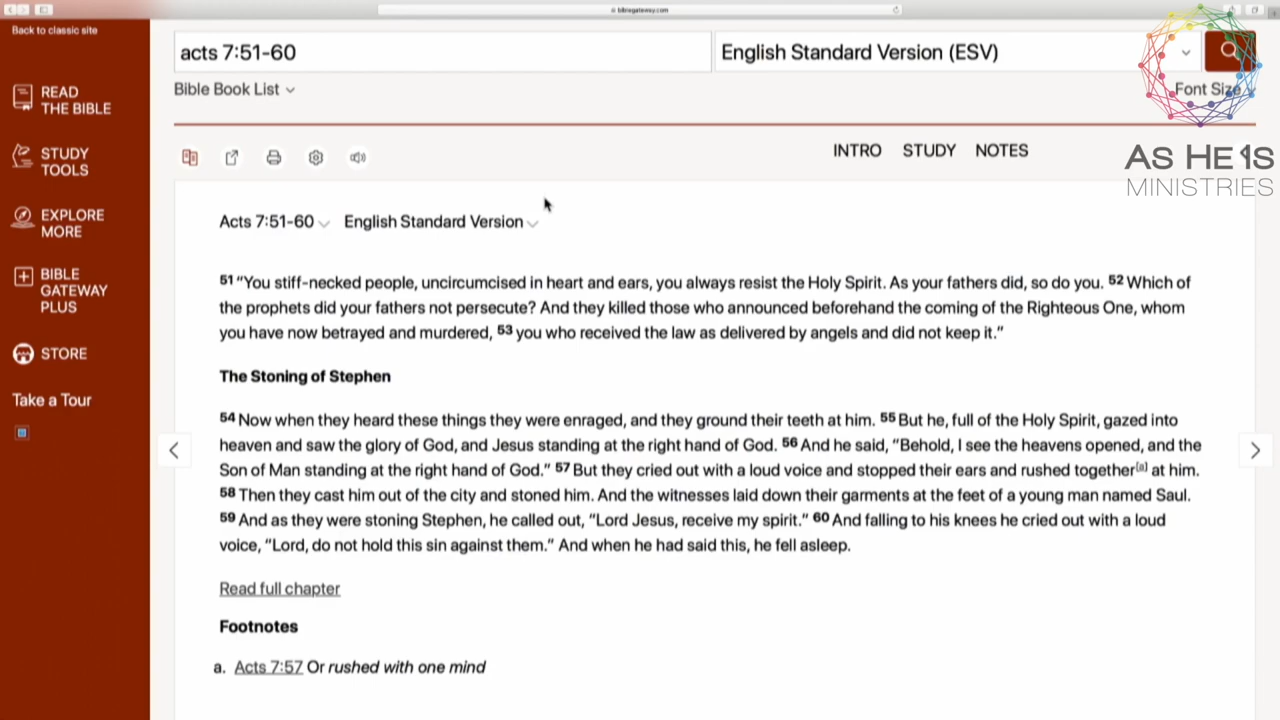 biblegateway.com
Back to classic site
acts 7:51-60
English Standard Version (ESV)
READ
THE BIBLE
Bible Book List
Font Size
STUDY
TOOLS
INTRO STUDY NOTES
AS HE IS
MINISTRIES
EXPLORE
MORE
Acts 7:51-60 English Standard Version
BIBLE
GATEWAY
PLUS
STORE
Take a Tour
51 “You stiff-necked people, uncircumcised in heart and ears, you always resist the Holy Spirit. As your fathers did, so do you. 52 Which of
the prophets did your fathers not persecute? And they killed those who announced beforehand the coming of the Righteous One, whom
you have now betrayed and murdered, 53 you who received the law as delivered by angels and did not keep it.”
The Stoning of Stephen
54 Now when they heard these things they were enraged, and they ground their teeth at him. 55 But he, full of the Holy Spirit, gazed into
heaven and saw the glory of God, and Jesus standing at the right hand of God. 56 And he said, “Behold, I see the heavens opened, and the
Son of Man standing at the right hand of God.” 57 But they cried out with a loud voice and stopped their ears and rushed together[a] at him.
58 Then they cast him out of the city and stoned him. And the witnesses laid down their garments at the feet of a young man named Saul.
59 And as they were stoning Stephen, he called out, “Lord Jesus, receive my spirit.” 60 And falling to his knees he cried out with a loud
voice, “Lord, do not hold this sin against them.” And when he had said this, he fell asleep.
Read full chapter
Footnotes
a. Acts 7:57 Or rushed with one mind